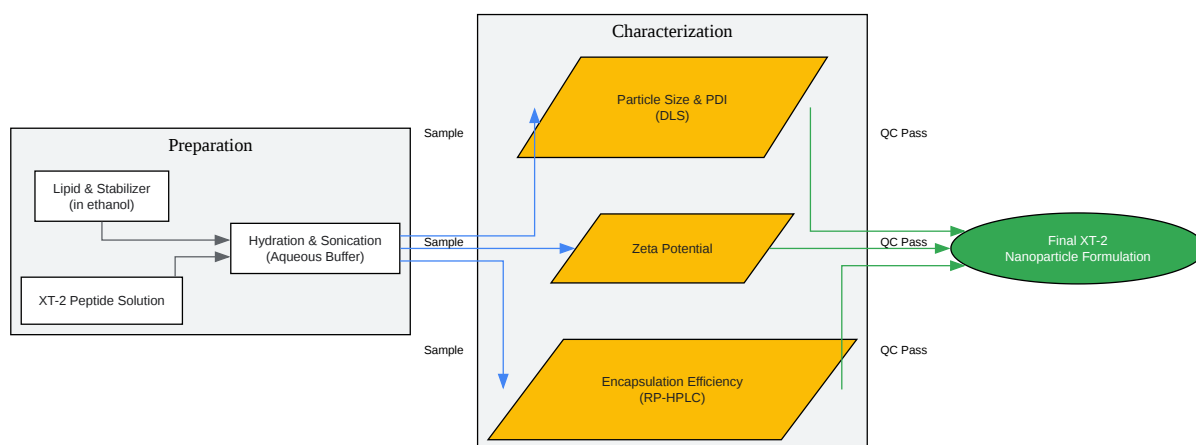 Preparation
Lipid & Stabilizer
(in ethanol)
XT-2 Peptide Solution
Hydration & Sonication
(Aqueous Buffer)
Sample
Sample
Sample
Characterization
Particle Size & PDI
(DLS)
Zeta Potential
Encapsulation Efficiency
(RP-HPLC)
QC Pass
QC Pass
QC Pass
Final XT-2
Nanoparticle Formulation